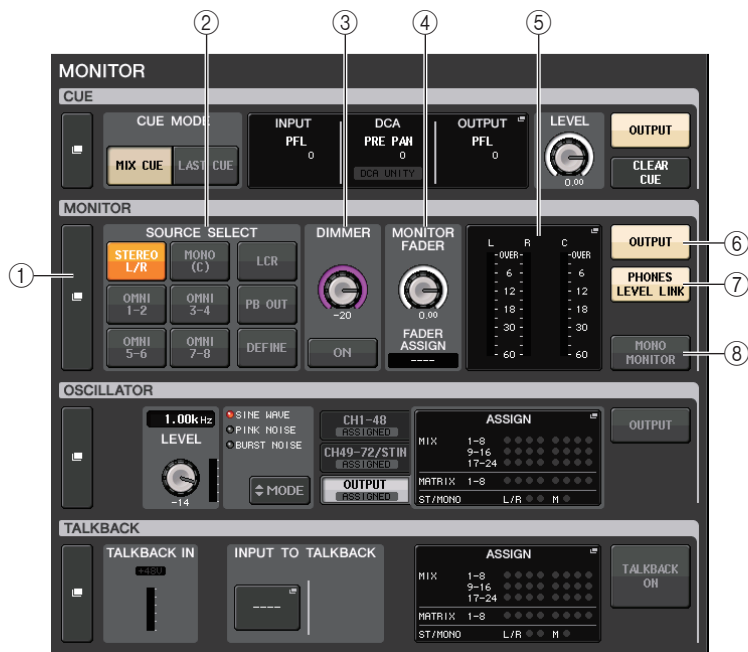 ② ③ ④ ⑤
MONITOR
CUE
CUE MODE
MIX CUE LAST CUE
INPUT
PFL
0
DCA
PRE PAN
0
DCA UNITY
OUTPUT
PFL
0
LEVEL
0.00
OUTPUT
CLEAR
CUE
MONITOR
①
SOURCE SELECT
STEREO
L/R
MONO
(C)
LCR
OMNI
1-2
OMNI
3-4
PB OUT
OMNI
5-6
OMNI
7-8
DEFINE
DIMMER
-20
ON
MONITOR
FADER
0.00
FADER
ASSIGN
----
L R C
-OVER- -OVER
- 6 - - 6
- 12 - - 12
- 18 - - 18
- 30 - - 30
- 60 - - 60
OUTPUT
⑥
PHONES
LEVEL LINK
⑦
MONO
MONITOR
⑧
OSCILLATOR
1.00kHz
LEVEL
-14
SINE WAVE
PINK NOISE
BURST NOISE
MODE
CH1-48
ASSIGNED
CH49-72/STIN
ASSIGNED
OUTPUT
ASSIGNED
ASSIGN
MIX 1-8
9-16
17-24
MATRIX 1-8
ST/MONO L/R M
OUTPUT
TALKBACK
TALKBACK IN
+48V
INPUT TO TALKBACK
----
ASSIGN
MIX 1-8
9-16
17-24
MATRIX 1-8
ST/MONO L/R M
TALKBACK
ON